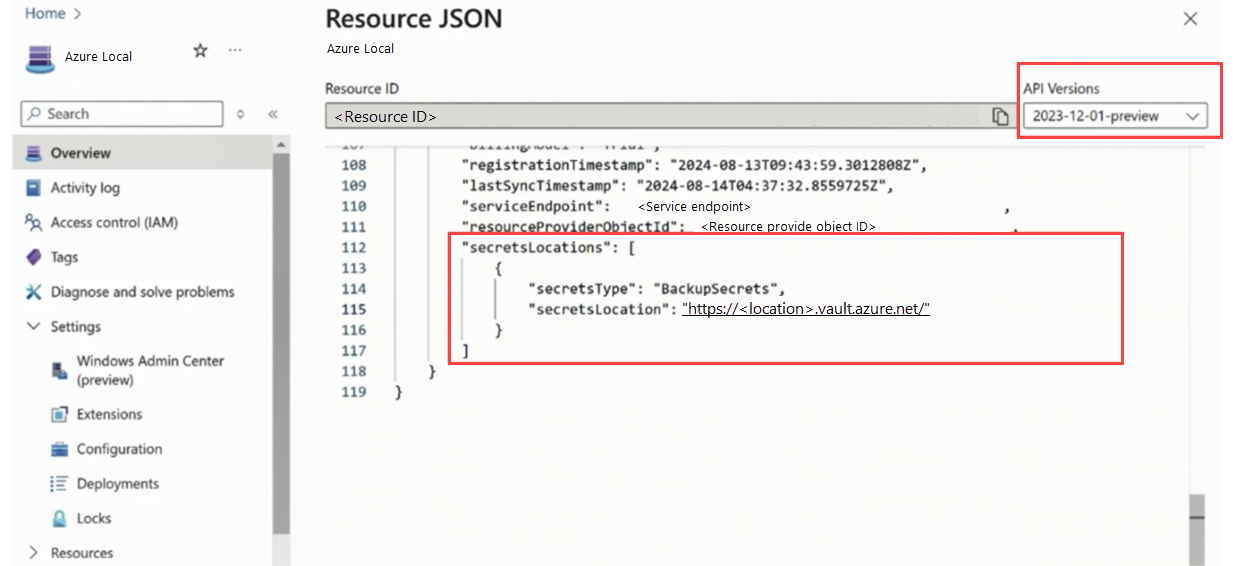 Home >
Azure Local
Search
Overview
Activity log
Access control (IAM)
Tags
Diagnose and solve problems
Settings
Windows Admin Center
(preview)
Extensions
Configuration
Deployments
Locks
Resources
Resource JSON
Azure Local
Resource ID
<Resource ID>
API Versions
2023-12-01-preview
108 "registrationTimestamp": "2024-08-13T09:43:59.3012808Z",
109 "lastSyncTimestamp": "2024-08-14T04:37:32.8559725Z",
110 "serviceEndpoint": <Service endpoint> ,
111 "resourceProviderObjectId": <Resource provide object ID> ,
112 "secretsLocations": [
113 {
114 "secretsType": "BackupSecrets",
115 "secretsLocation": "https://<location>.vault.azure.net/"
116 }
117 ]
118 }
119 }